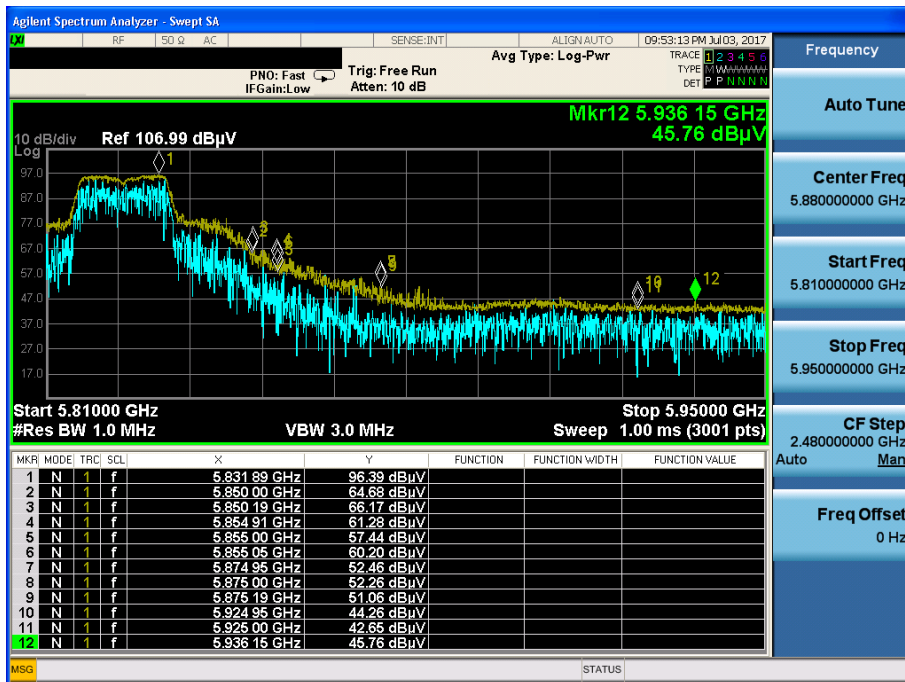 Agilent Spectrum Analyzer - Swept SA
LXI RF 50 Ω AC SENSE:INT ALIGN AUTO 09:53:13 PM Jul 03, 2017
Avg Type: Log-Pwr TRACE 1 2 3 4 5 6
PNO: Fast Trig: Free Run TYPE M W W W W W
IFGain:Low Atten: 10 dB DET P P N N N N
Mkr12 5.936 15 GHz
45.76 dBµV
10 dB/div Ref 106.99 dBµV
Log
97.0
87.0
77.0
67.0
57.0
47.0
37.0
27.0
17.0
1
3
9
10
12
Start 5.81000 GHz Stop 5.95000 GHz
#Res BW 1.0 MHz VBW 3.0 MHz Sweep 1.00 ms (3001 pts)
MKR MODE TRC SCL X Y FUNCTION FUNCTION WIDTH FUNCTION VALUE
1 N 1 f 5.831 89 GHz 96.39 dBµV
2 N 1 f 5.850 00 GHz 64.68 dBµV
3 N 1 f 5.850 19 GHz 66.17 dBµV
4 N 1 f 5.854 91 GHz 61.28 dBµV
5 N 1 f 5.855 00 GHz 57.44 dBµV
6 N 1 f 5.855 05 GHz 60.20 dBµV
7 N 1 f 5.874 95 GHz 52.46 dBµV
8 N 1 f 5.875 00 GHz 52.26 dBµV
9 N 1 f 5.875 19 GHz 51.06 dBµV
10 N 1 f 5.924 95 GHz 44.26 dBµV
11 N 1 f 5.925 00 GHz 42.65 dBµV
12 N 1 f 5.936 15 GHz 45.76 dBµV
MSG STATUS
Frequency
Auto Tune
Center Freq
5.880000000 GHz
Start Freq
5.810000000 GHz
Stop Freq
5.950000000 GHz
CF Step
2.480000000 GHz
Auto Man
Freq Offset
0 Hz